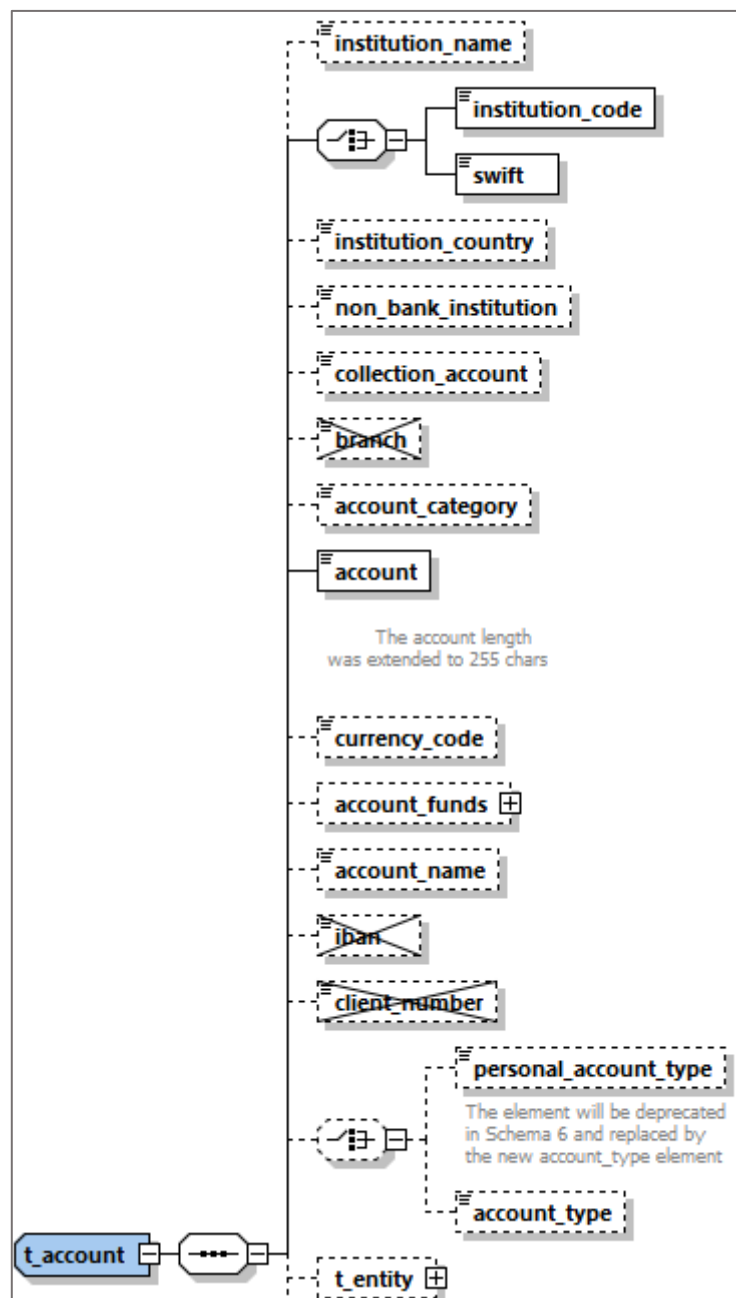 institution_name
institution_code
swift
institution_country
non_bank_institution
collection_account
branch
account_category
account
The account length
was extended to 255 chars
currency_code
account_funds
account_name
iban
client_number
personal_account_type
The element will be deprecated
in Schema 6 and replaced by
the new account_type element
account_type
t_account
t_entity